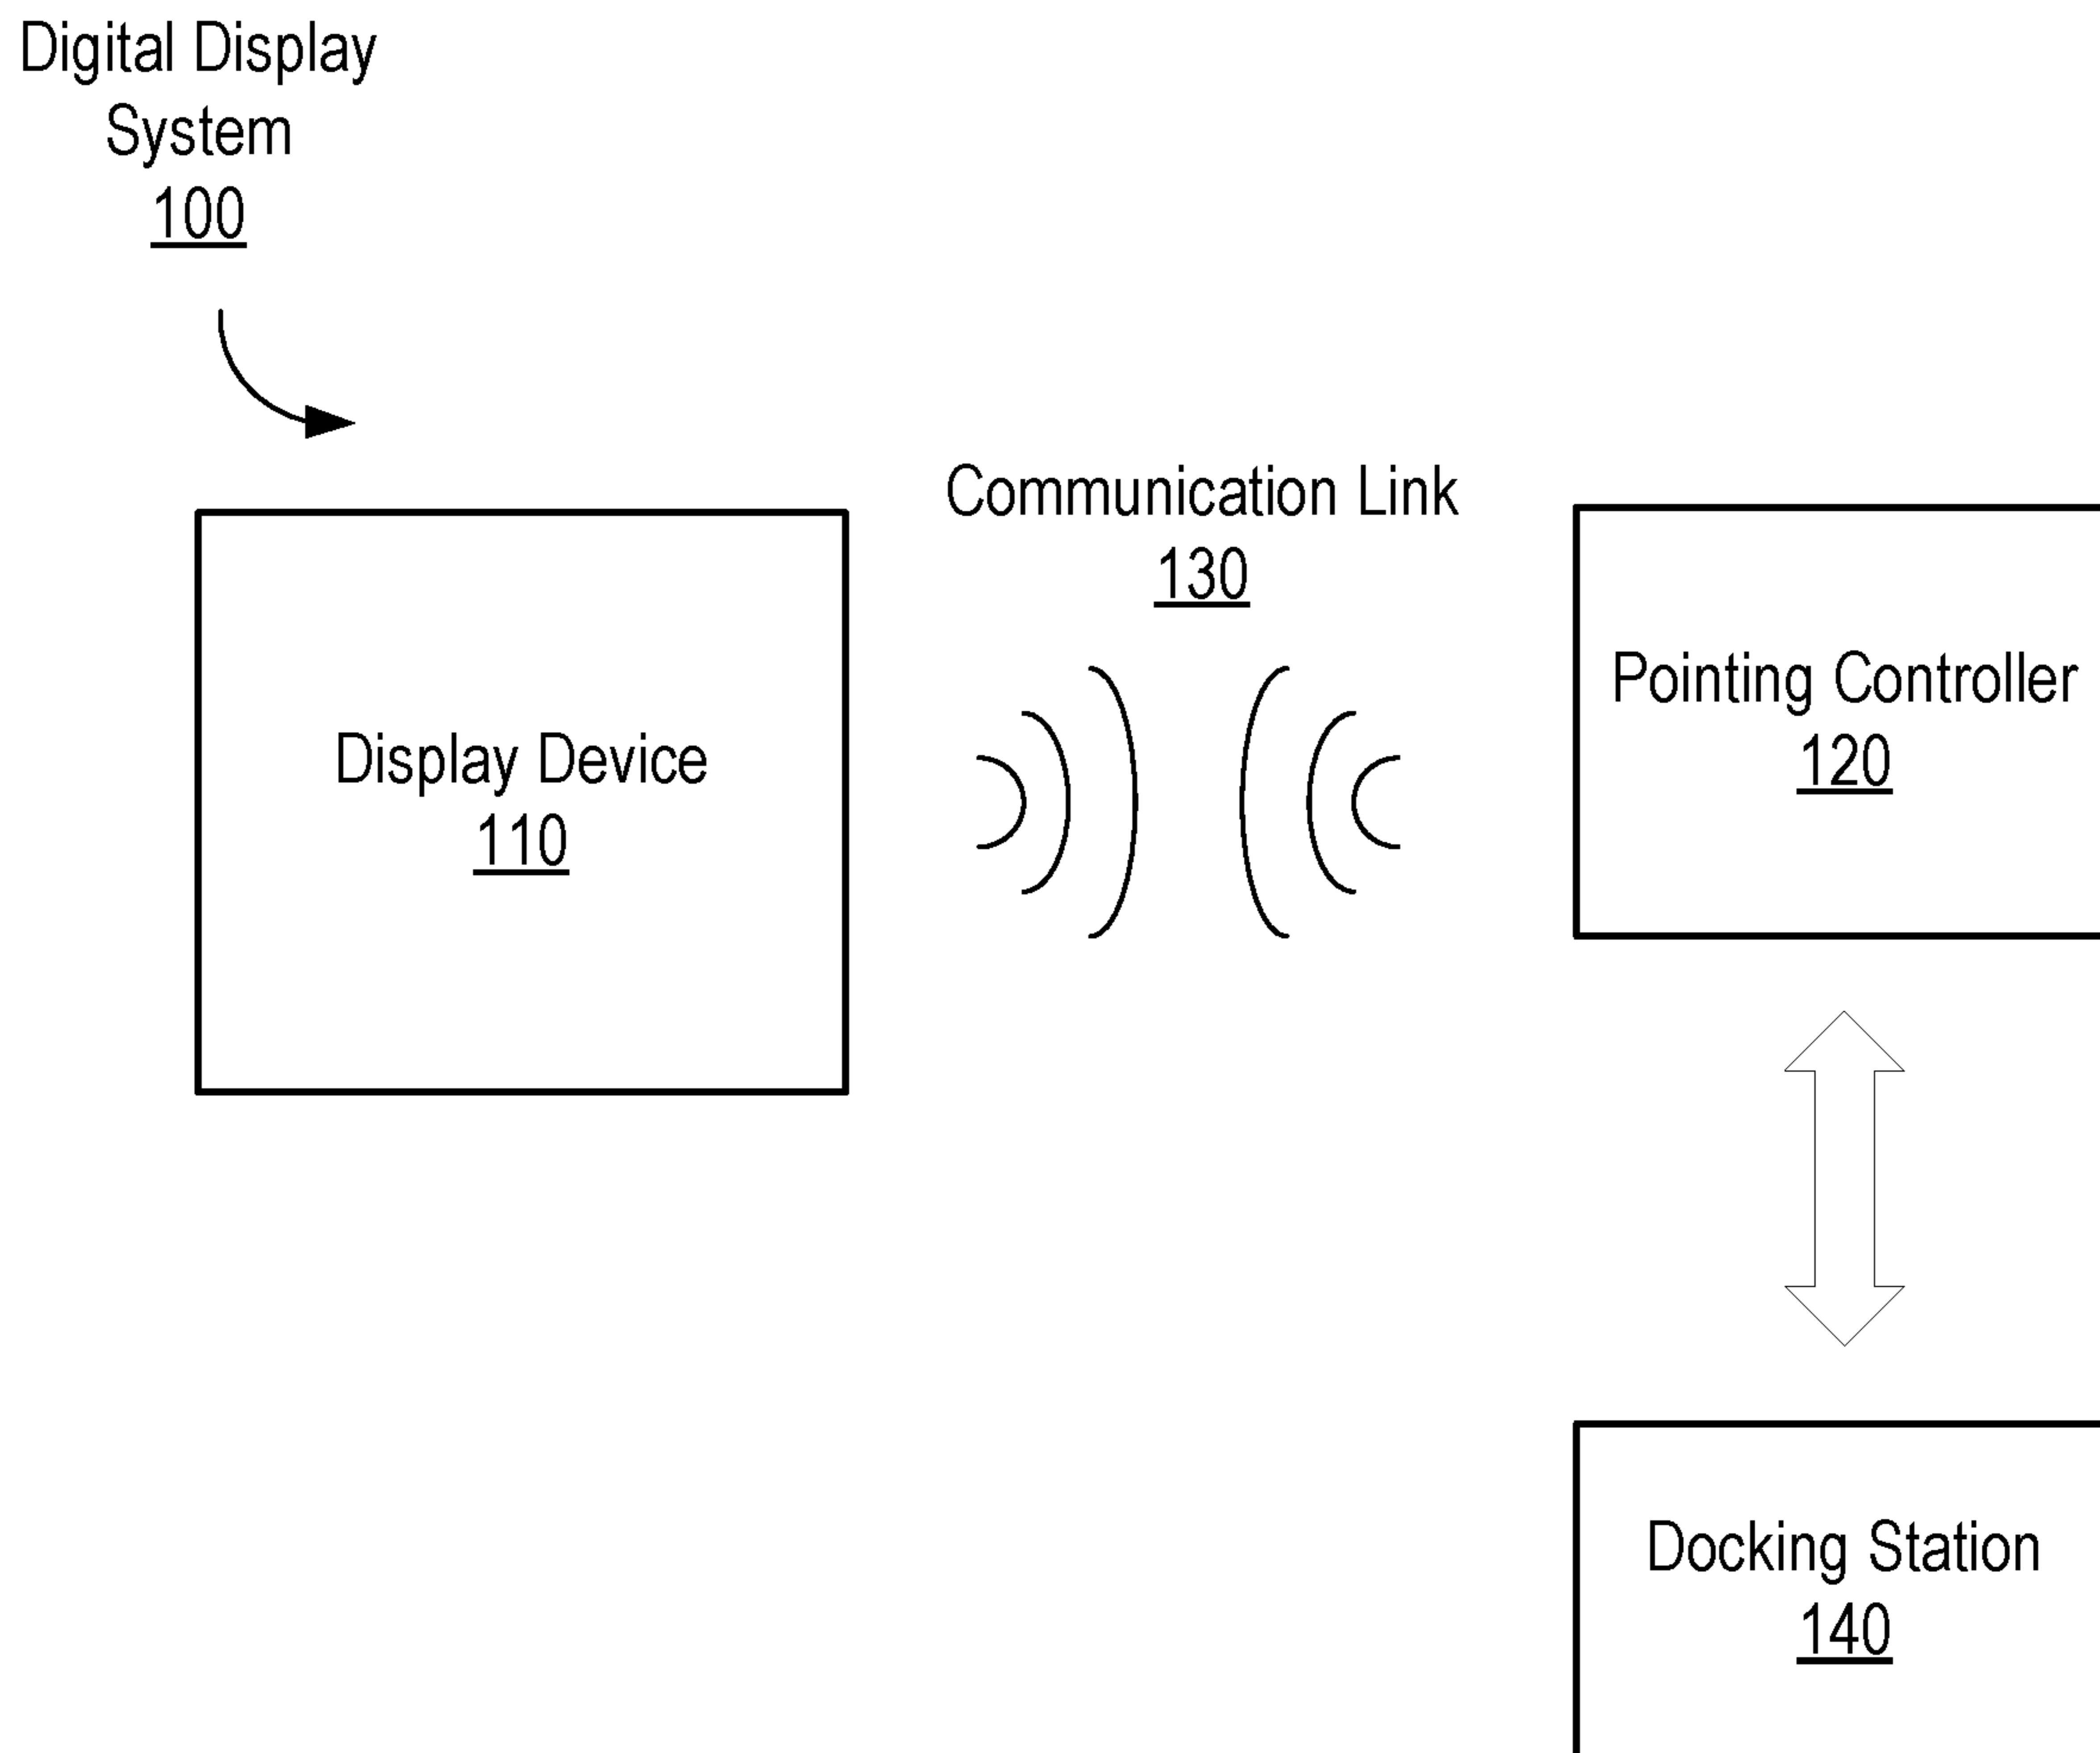 Digital Display
System
100
Communication Link
130
Display Device
110
Pointing Controller
120
Docking Station
140